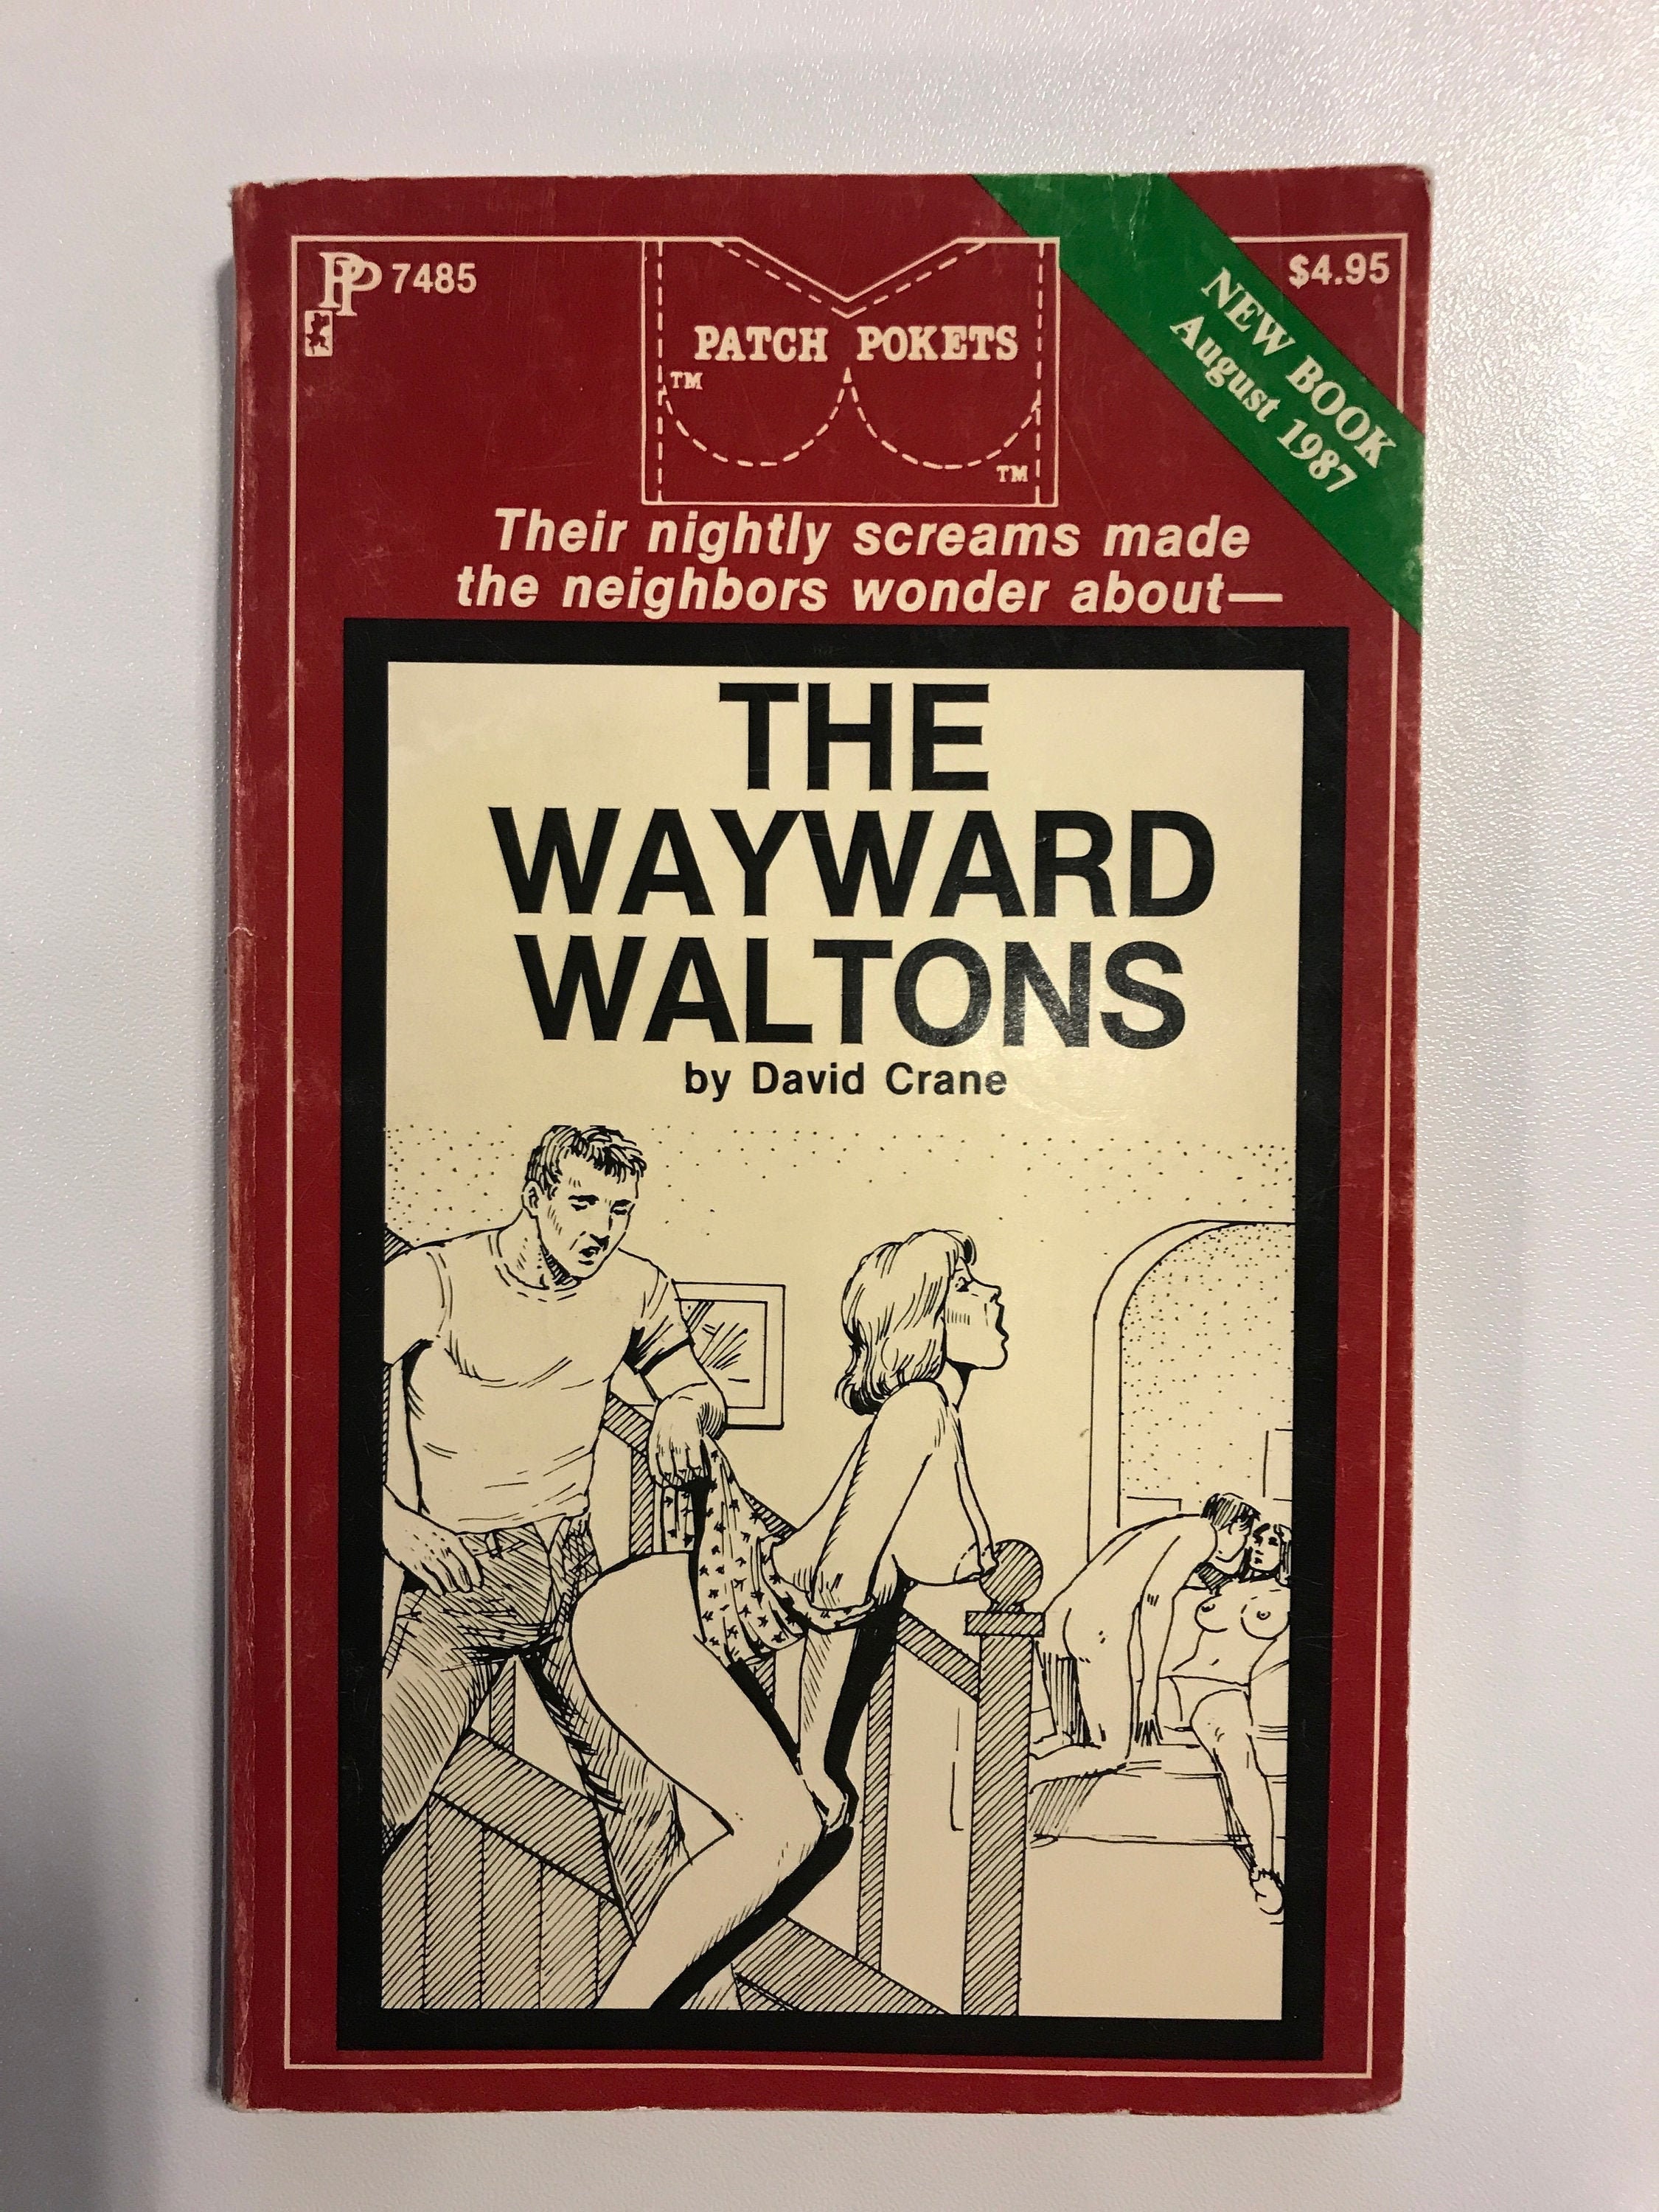 PP 7485
PATCH POKETS
TM
TM
$4.95
NEW BOOK
August 1987
Their nightly screams made
the neighbors wonder about—
THE
WAYWARD
WALTONS
by David Crane